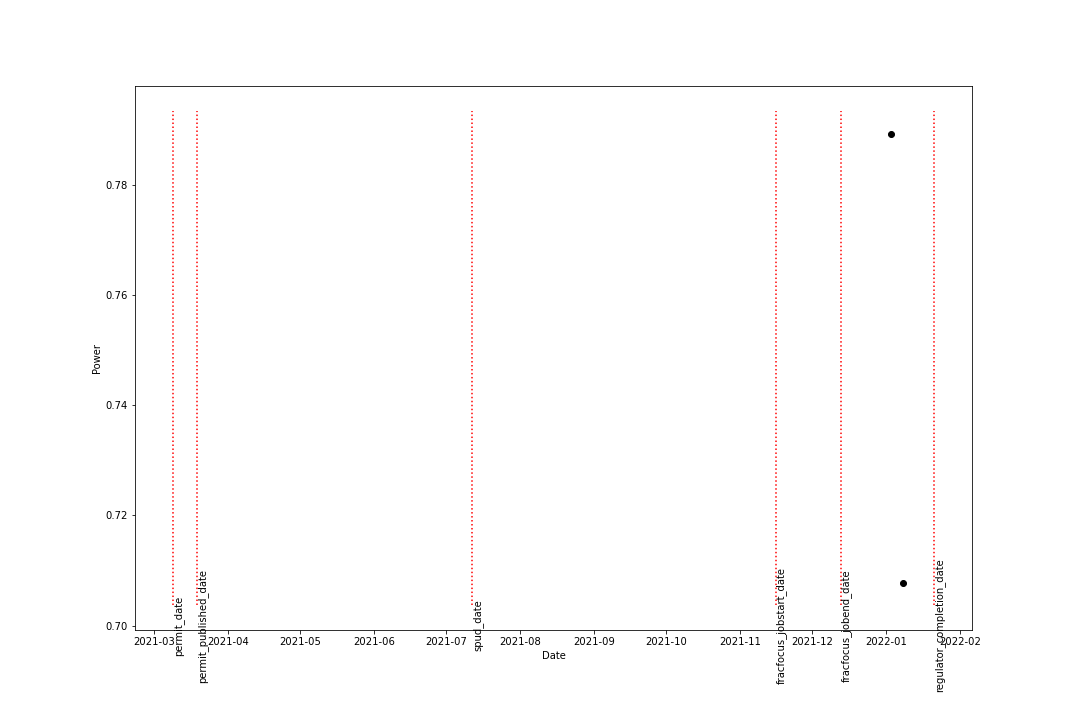 0.78
0.76
0.74
0.72
0.70
Power
permit_date
permit_published_date
spud_date
fracfocus_jobstart_date
fracfocus_jobend_date
regulator_completion_date
2021-03
2021-04
2021-05
2021-06
2021-07
2021-08
2021-09
2021-10
2021-11
2021-12
2022-01
2022-02
Date